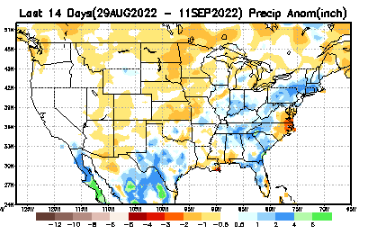 Last 14 Days(29AUG2022 - 11SEP2022) Precip Anom(inch)
51N
48N
45N
42N
39N
36N
33N
30N
27N
24N
125W 120W 115W 110W 105W 100W 95W 90W 85W 80W 75W 70W 65W
-12 -10 -8 -6 -5 -4 -3 -2 -1 -0.5 0.5 1 2 4 6